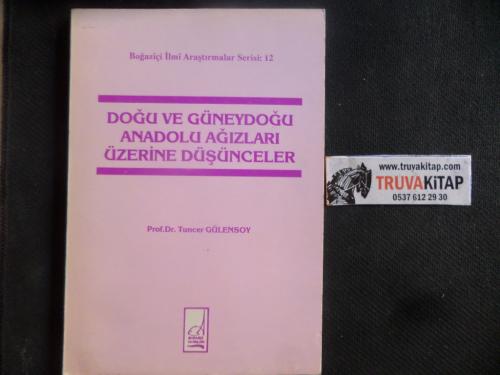 Boğaziçi İlmî Araştırmalar Serisi: 12
DOĞU VE GÜNEYDOĞU
ANADOLU AĞIZLARI
ÜZERİNE DÜŞÜNCELER
Prof.Dr. Tuncer GÜLENSOY
www.truvakitap.com
TRUVAKİTAP
0537 612 29 30